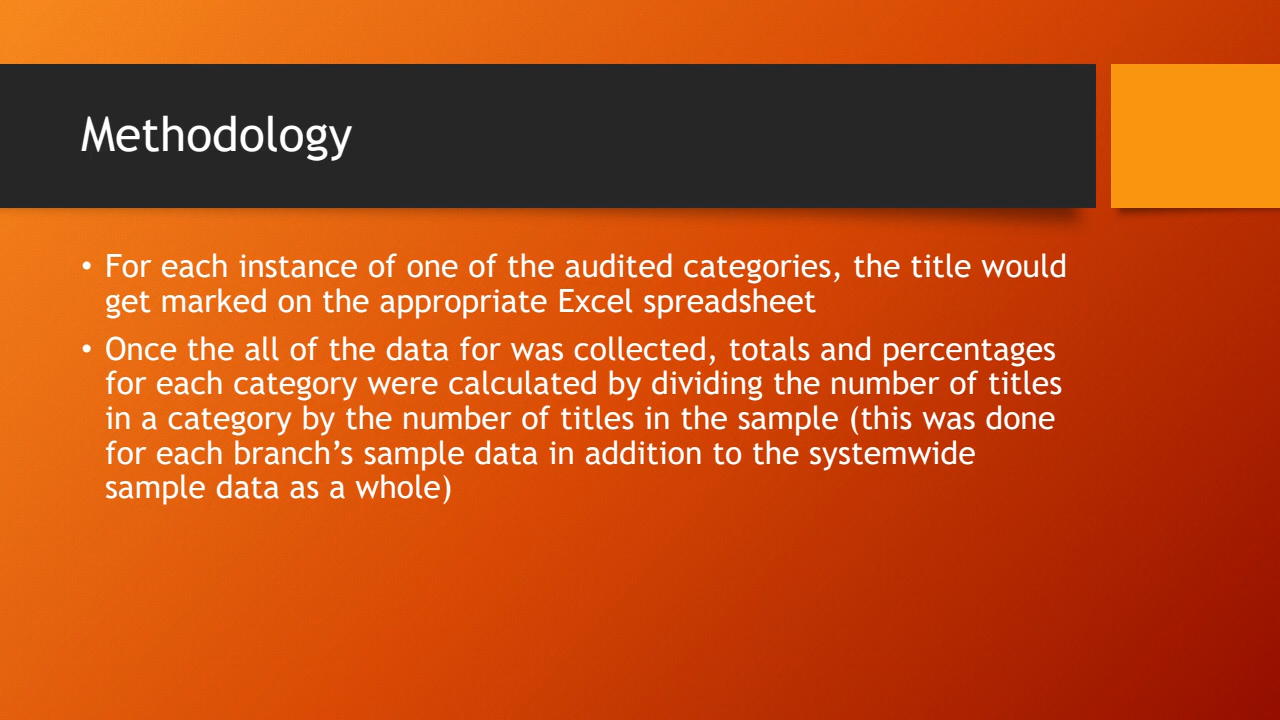 Methodology
• For each instance of one of the audited categories, the title would
get marked on the appropriate Excel spreadsheet
• Once the all of the data for was collected, totals and percentages
for each category were calculated by dividing the number of titles
in a category by the number of titles in the sample (this was done
for each branch’s sample data in addition to the systemwide
sample data as a whole)